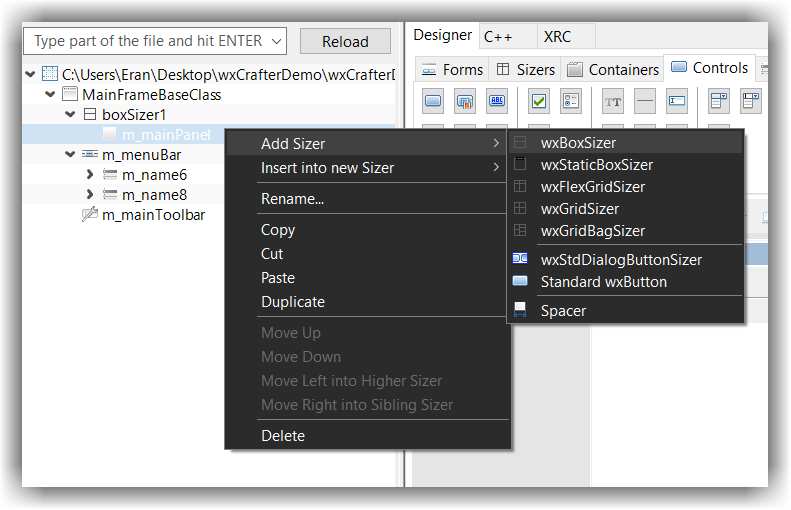 Type part of the file and hit ENTER
Reload
C:\Users\Eran\Desktop\wxCrafterDemo\wxCrafterD
MainFrameBaseClass
boxSizer1
m_mainPanel
m_menuBar
m_name6
m_name8
m_mainToolbar
Designer C++ XRC
Forms Sizers Containers Controls
ABC TT
Add Sizer
Insert into new Sizer
Rename...
Copy
Cut
Paste
Duplicate
Move Up
Move Down
Move Left into Higher Sizer
Move Right into Sibling Sizer
Delete
wxBoxSizer
wxStaticBoxSizer
wxFlexGridSizer
wxGridSizer
wxGridBagSizer
wxStdDialogButtonSizer
Standard wxButton
Spacer